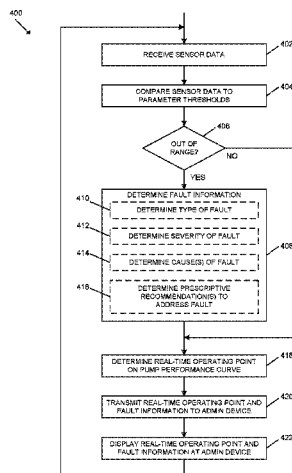 400
RECEIVE SENSOR DATA
402
COMPARE SENSOR DATA TO
PARAMETER THRESHOLDS
404
406
OUT OF
RANGE?
NO
YES
DETERMINE FAULT INFORMATION
410
DETERMINE TYPE OF FAULT
412
DETERMINE SEVERITY OF FAULT
408
414
DETERMINE CAUSE(S) OF FAULT
416
DETERMINE PRESCRIPTIVE
RECOMMENDATION(S) TO
ADDRESS FAULT
DETERMINE REAL-TIME OPERATING POINT
ON PUMP PERFORMANCE CURVE
418
TRANSMIT REAL-TIME OPERATING POINT AND
FAULT INFORMATION TO ADMIN DEVICE
420
DISPLAY REAL-TIME OPERATING POINT AND
FAULT INFORMATION AT ADMIN DEVICE
422